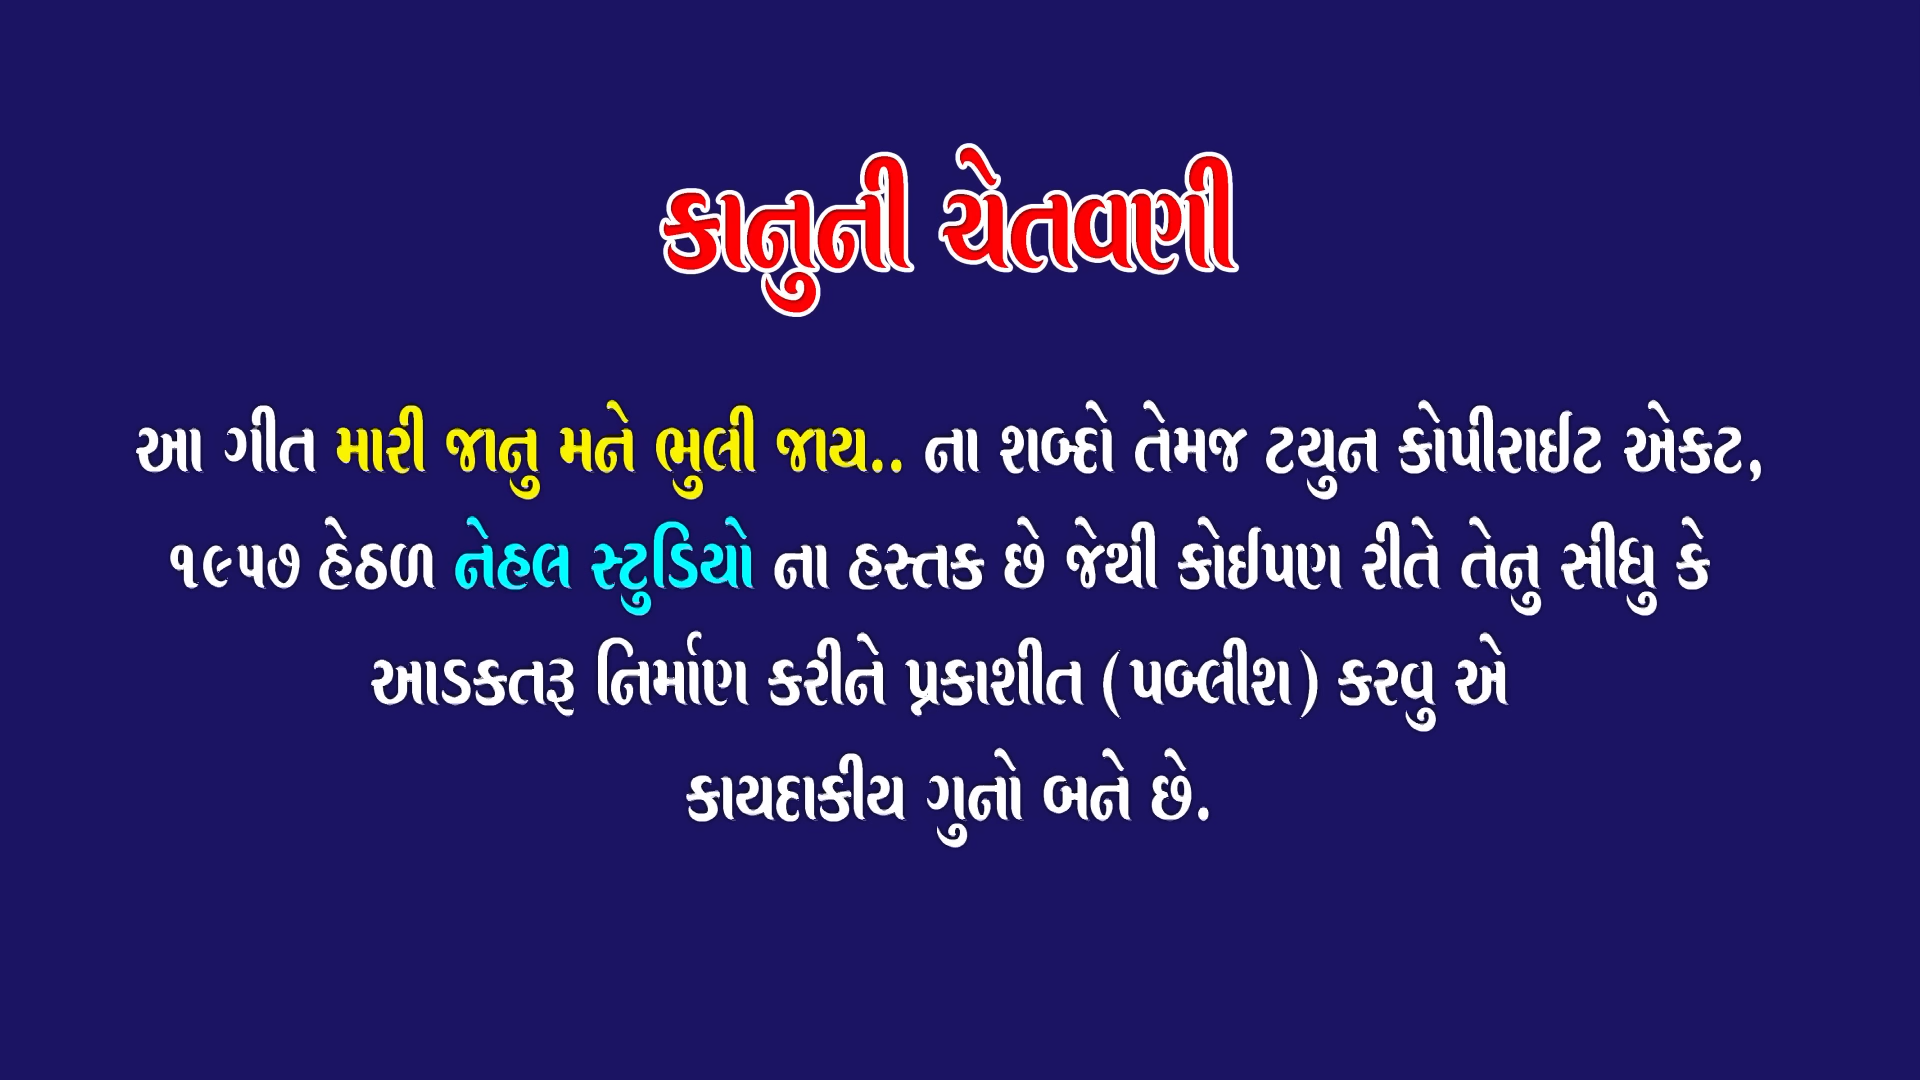 કાનુની ચેતવણી
આ ગીત મારી જાનુ મને ભુલી જાય.. ના શબ્દો તેમજ ટયુન કોપીરાઈટ એકટ,
૧૯૫૭ હેઠળ નેહલ સ્ટુડિયો ના હસ્તક છે જેથી કોઈપણ રીતે તેનુ સીધુ કે
આડકતરૂ નિર્માણ કરીને પ્રકાશીત (પબ્લીશ) કરવુ એ
કાયદાકીય ગુનો બને છે.